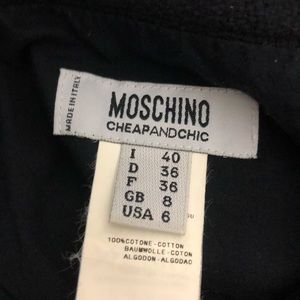 MADE IN ITALY
MOSCHINO
CHEAPANDCHIC
I 40
D 36
F 36
GB 8
USA 6
100%COTONE-COTTON
BAUMWOLLE-COTON
ALGODON-ALGODAO